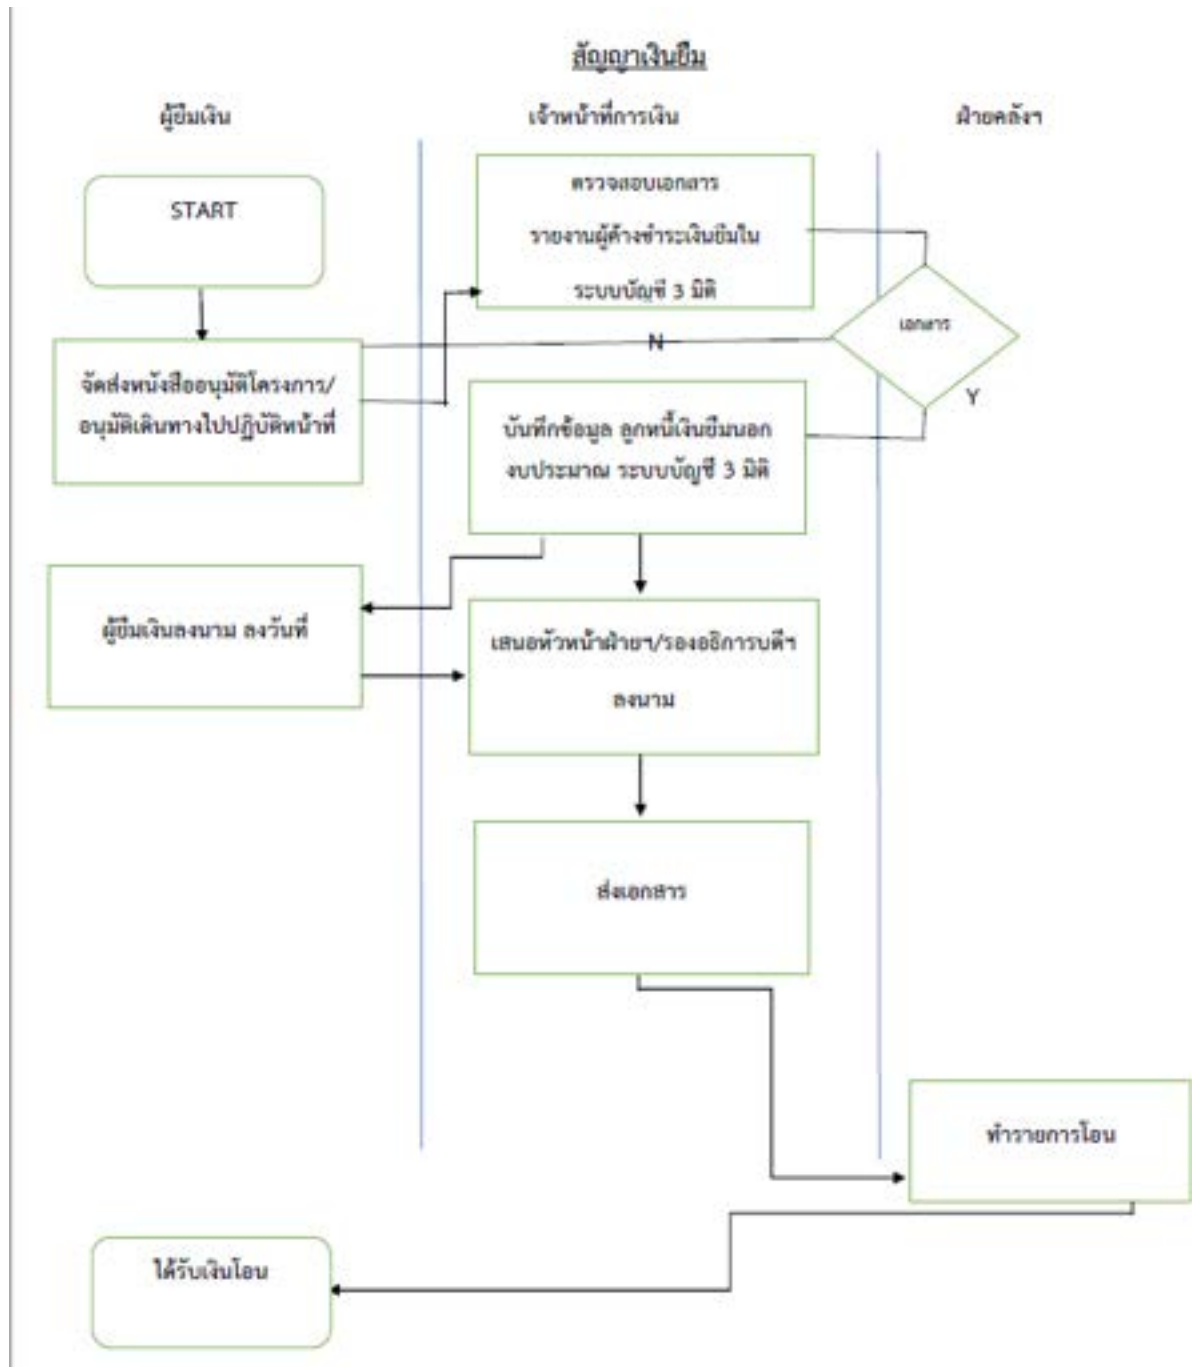 สัญญาเงินยืม
ผู้ยืมเงิน
เจ้าหน้าที่การเงิน
ฝ่ายคลังฯ
START
ตรวจสอบเอกสาร
รายงานผู้ค้างชำระเงินยืมใน
ระบบบัญชี 3 มิติ
เอกสาร
N
Y
จัดส่งหนังสืออนุมัติโครงการ/
อนุมัติเดินทางไปปฏิบัติหน้าที่
บันทึกข้อมูล ลูกหนี้เงินยืมนอก
งบประมาณ ระบบบัญชี 3 มิติ
ผู้ยืมเงินลงนาม ลงวันที่
เสนอหัวหน้าฝ่ายฯ/รองอธิการบดีฯ
ลงนาม
ส่งเอกสาร
ทำรายการโอน
ได้รับเงินโอน